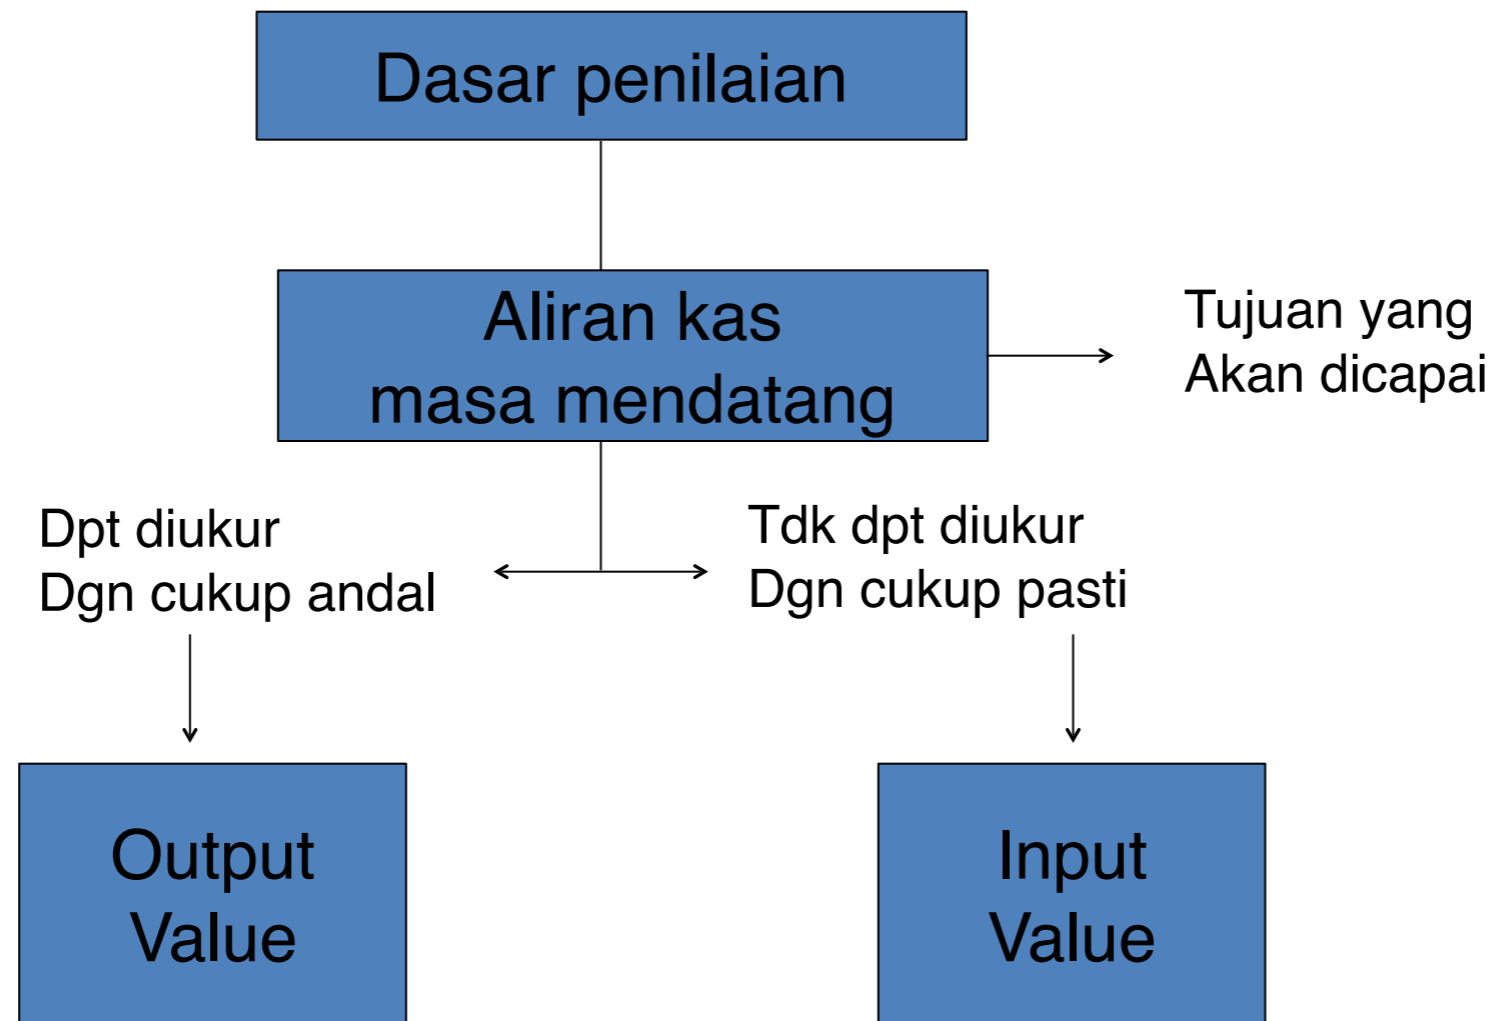 Dasar penilaian
Aliran kas
masa mendatang
Tujuan yang
Akan dicapai
Dpt diukur
Dgn cukup andal
Tdk dpt diukur
Dgn cukup pasti
Output
Value
Input
Value